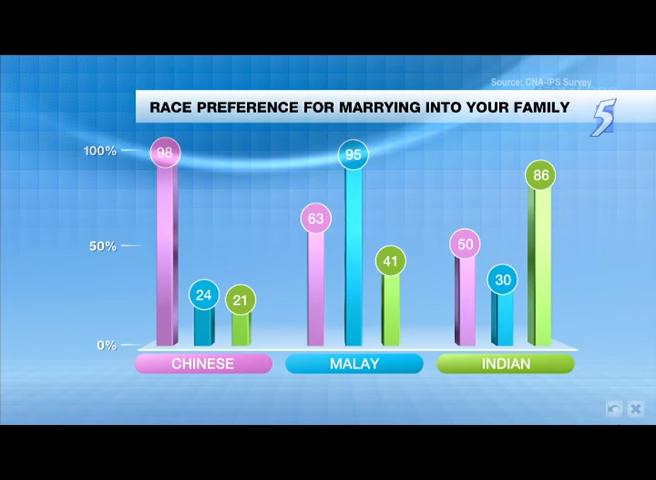 Source: CNA-IPS Survey
RACE PREFERENCE FOR MARRYING INTO YOUR FAMILY
5
100%
50%
0%
98
24
21
63
95
41
50
30
86
CHINESE
MALAY
INDIAN